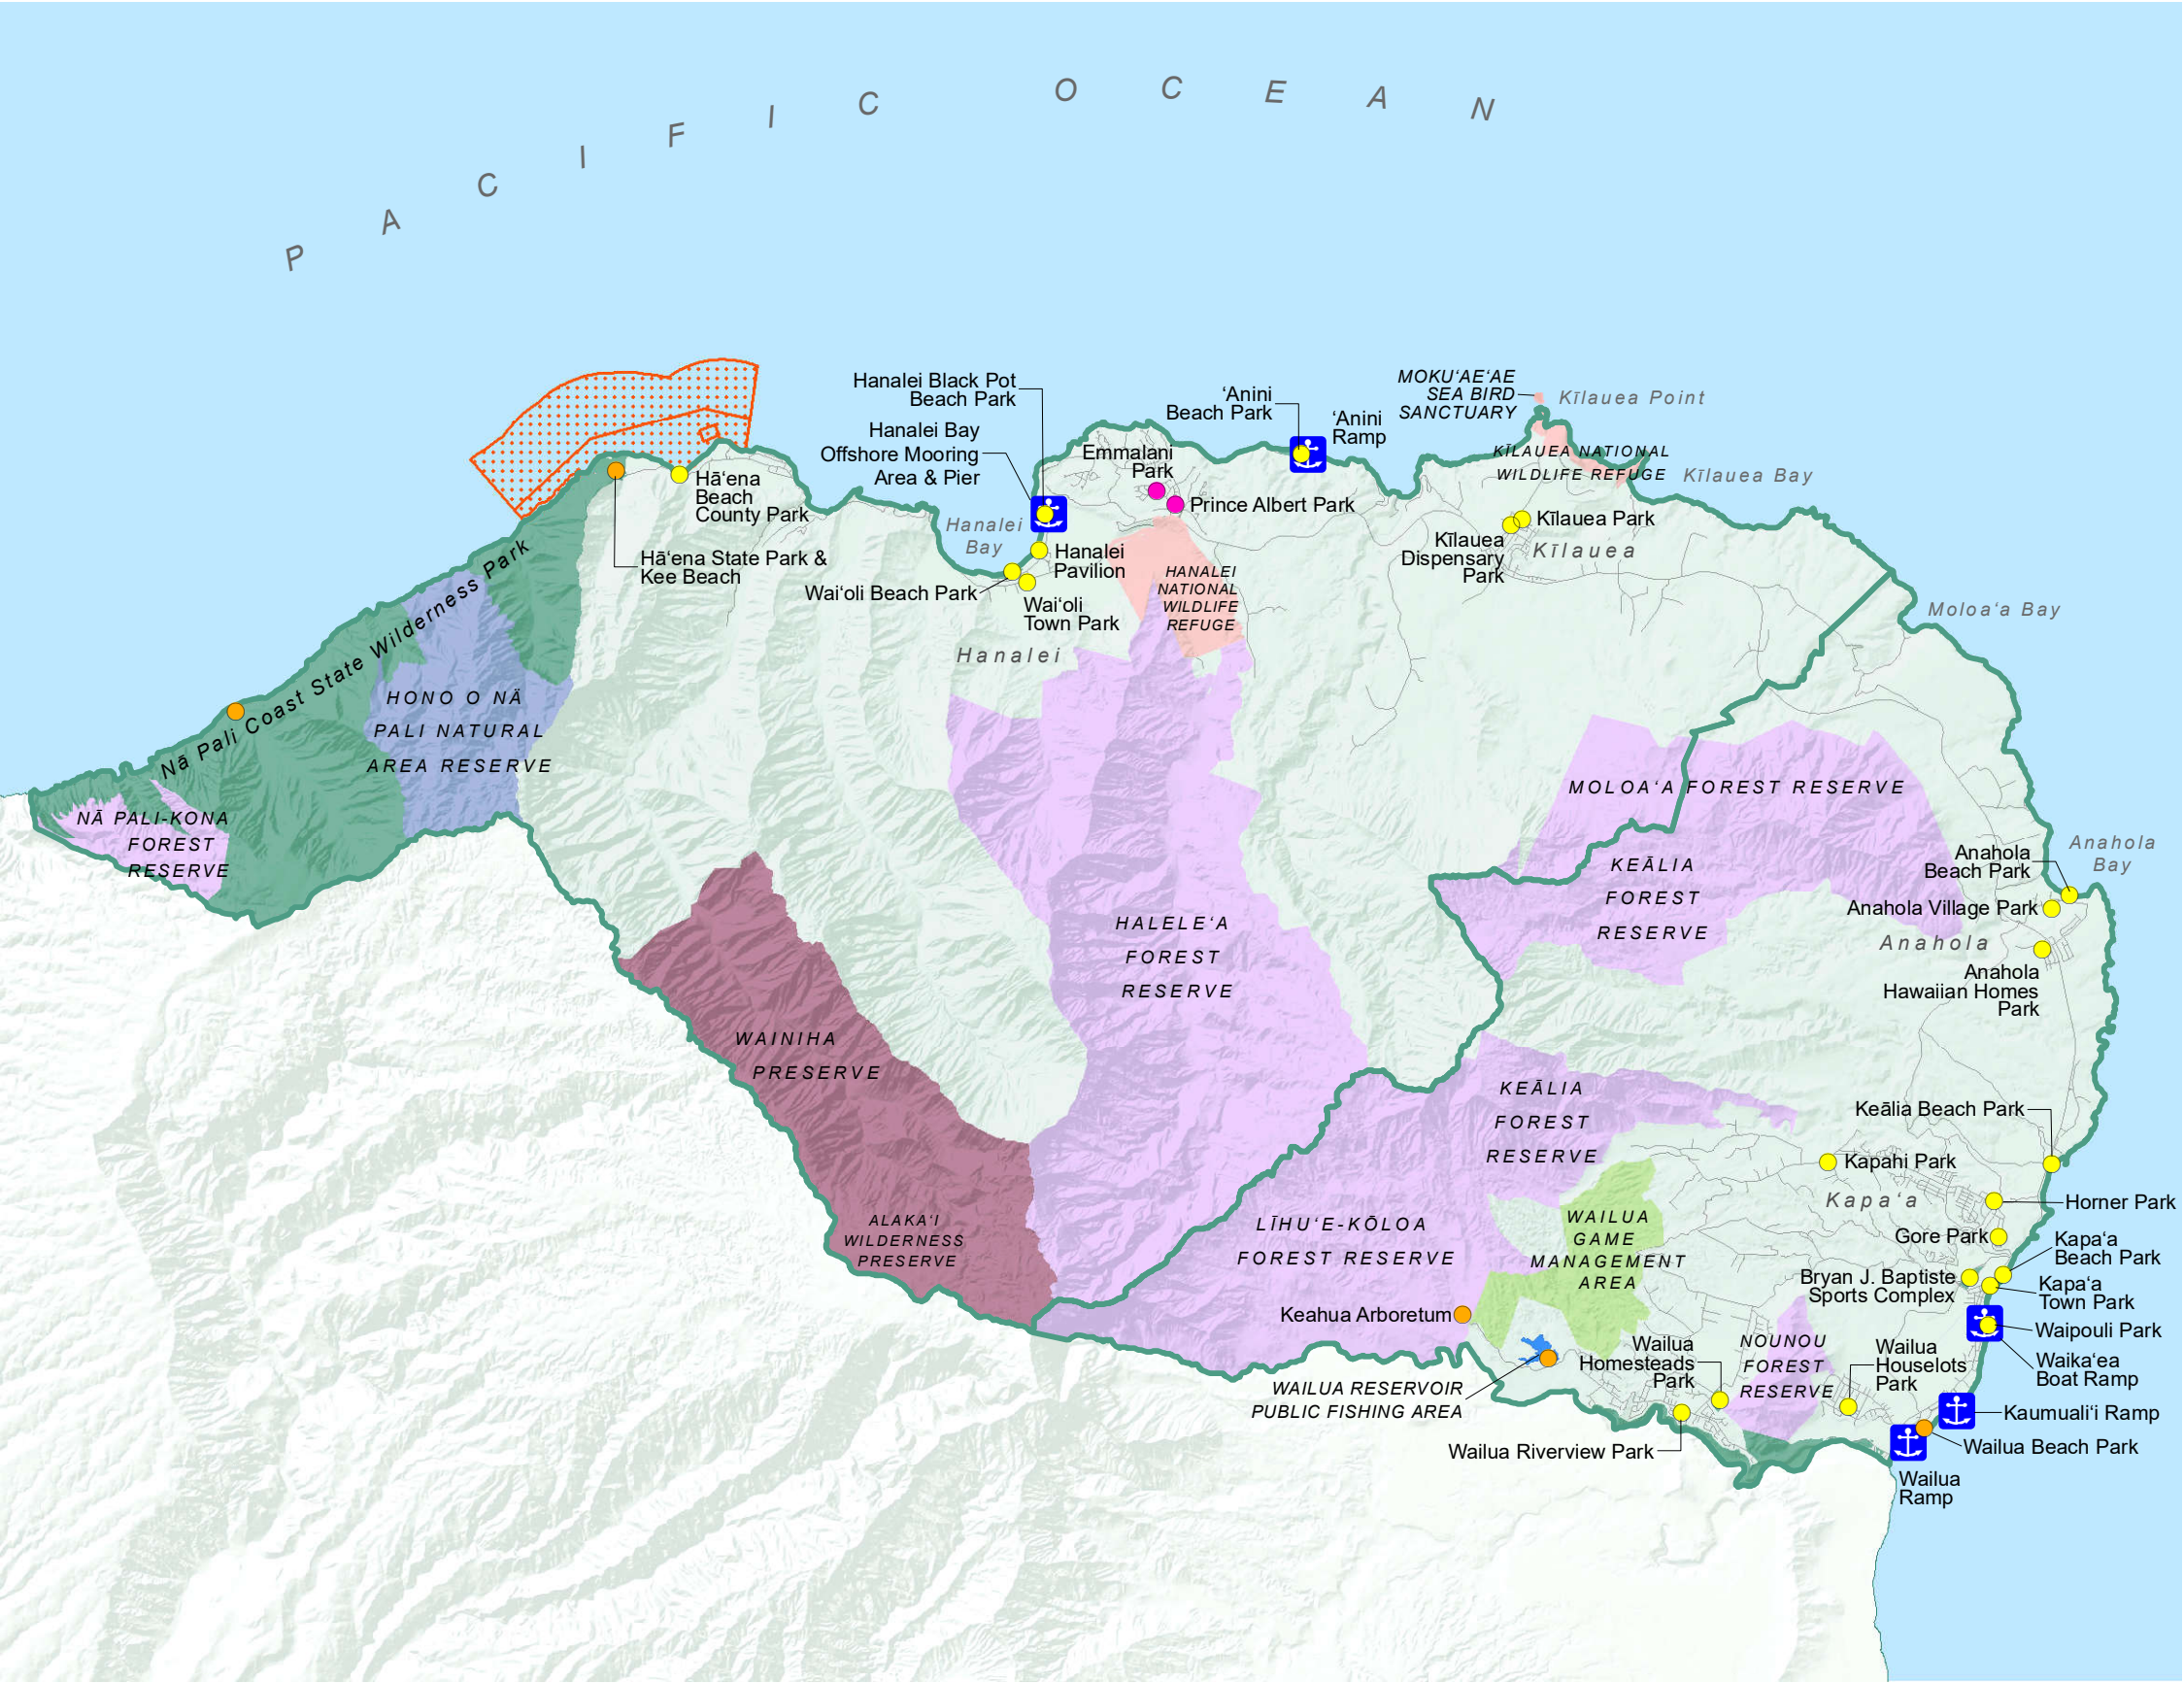 PACIFIC OCEAN
Hanalei Black Pot
Beach Park
Hanalei Bay
Offshore Mooring
Area & Pier
Emmalani
Park
Prince Albert Park
ʻAnini
Beach Park
ʻAnini
Ramp
MOKUʻAEʻAE
SEA BIRD
SANCTUARY
Kīlauea Point
KĪLAUEA NATIONAL
WILDLIFE REFUGE
Kīlauea Bay
Kīlauea Park
Kīlauea
Dispensary
Park
Kīlauea
Hāʻena
Beach
County Park
Hāʻena State Park &
Kee Beach
Hanalei
Bay
Hanalei
Pavilion
Waiʻoli Beach Park
Waiʻoli
Town Park
Hanalei
HANALEI
NATIONAL
WILDLIFE
REFUGE
Moloaʻa Bay
Nā Pali Coast State Wilderness Park
HONO O NÄ
PALI NATURAL
AREA RESERVE
NĀ PALI-KONA
FOREST
RESERVE
MOLOAʻA FOREST RESERVE
KEĀLIA
FOREST
RESERVE
Anahola
Bay
Anahola
Beach Park
Anahola Village Park
Anahola
Anahola
Hawaiian Homes
Park
HALELEʻA
FOREST
RESERVE
WAINIHA
PRESERVE
ALAKAʻI
WILDERNESS
PRESERVE
KEĀLIA
FOREST
RESERVE
LĪHUʻE-KŌLOA
FOREST RESERVE
WAILUA
GAME
MANAGEMENT
AREA
Keālia Beach Park
Kapahi Park
Kapaʻa
Horner Park
Gore Park
Kapaʻa
Beach Park
Bryan J. Baptiste
Sports Complex
Kapaʻa
Town Park
Waipouli Park
Waikaʻea
Boat Ramp
Keahua Arboretum
WAILUA RESERVOIR
PUBLIC FISHING AREA
Wailua
Homesteads
Park
NOUNOU
FOREST
RESERVE
Wailua
Houselots
Park
Kaumualiʻi Ramp
Wailua Beach Park
Wailua Riverview Park
Wailua
Ramp